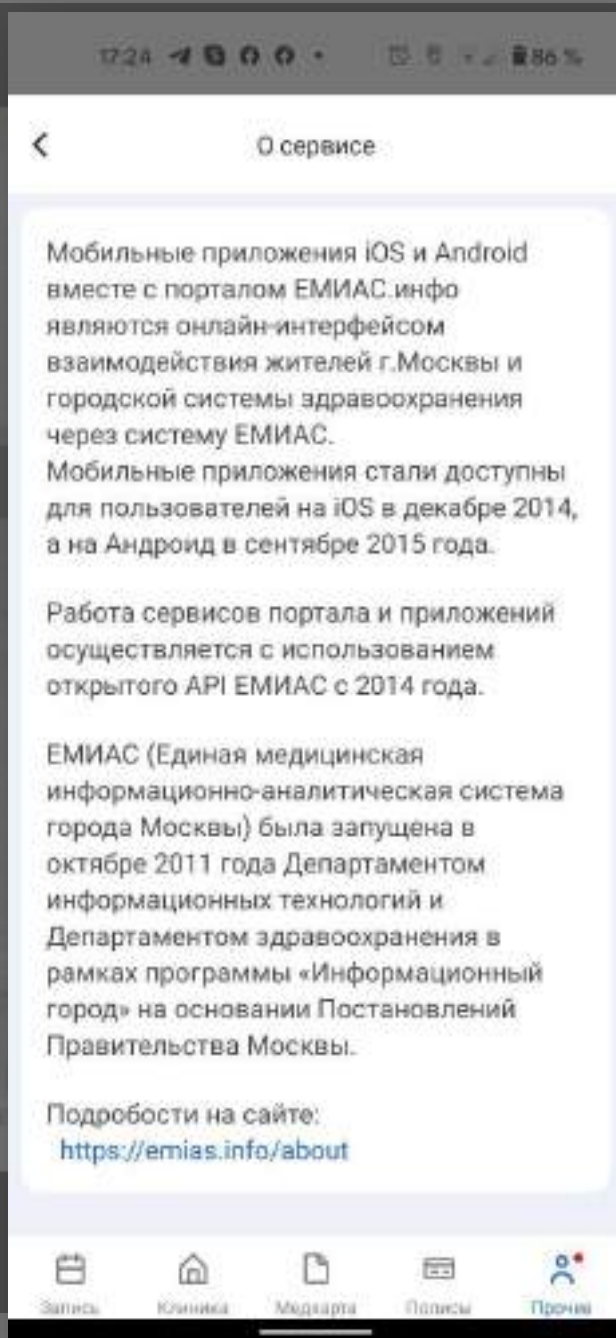 17:24
86 %
О сервисе
Мобильные приложения iOS и Android
вместе с порталом ЕМИАС.инфо
являются онлайн-интерфейсом
взаимодействия жителей г.Москвы и
городской системы здравоохранения
через систему ЕМИАС.
Мобильные приложения стали доступны
для пользователей на iOS в декабре 2014,
а на Андроид в сентябре 2015 года.
Работа сервисов портала и приложений
осуществляется с использованием
открытого API ЕМИАС с 2014 года.
ЕМИАС (Единая медицинская
информационно-аналитическая система
города Москвы) была запущена в
октябре 2011 года Департаментом
информационных технологий и
Департаментом здравоохранения в
рамках программы «Информационный
город» на основании Постановлений
Правительства Москвы.
Подробости на сайте:
https://emias.info/about
Запись Клиника Медкарта Полисы Прочие